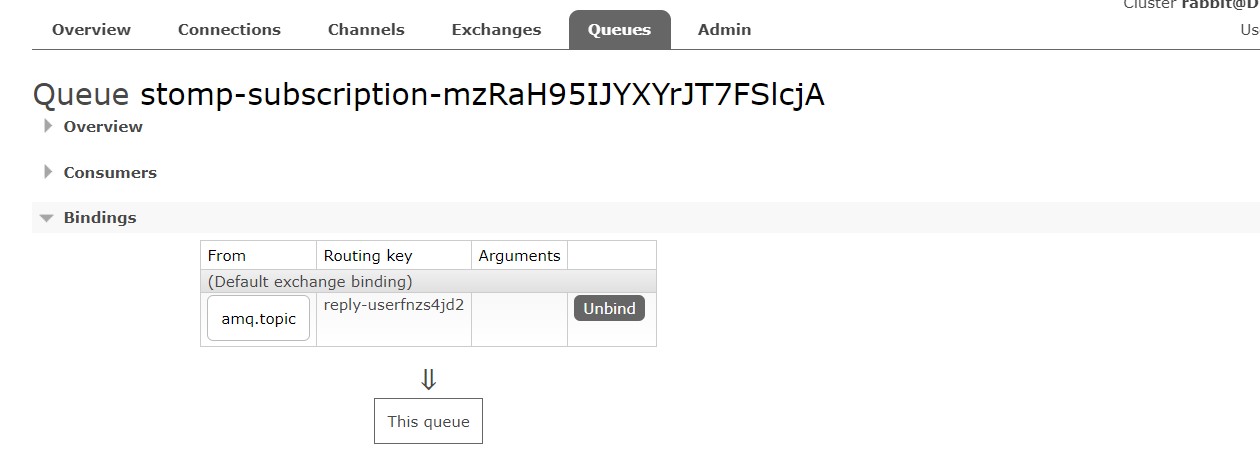 Cluster rabbit@D
Overview Connections Channels Exchanges Queues Admin Us
Queue stomp-subscription-mzRaH95IJYXYrJT7FSlcjA
Overview
Consumers
Bindings
From Routing key Arguments
(Default exchange binding)
amq.topic reply-userfnzs4jd2 Unbind
⇓
This queue